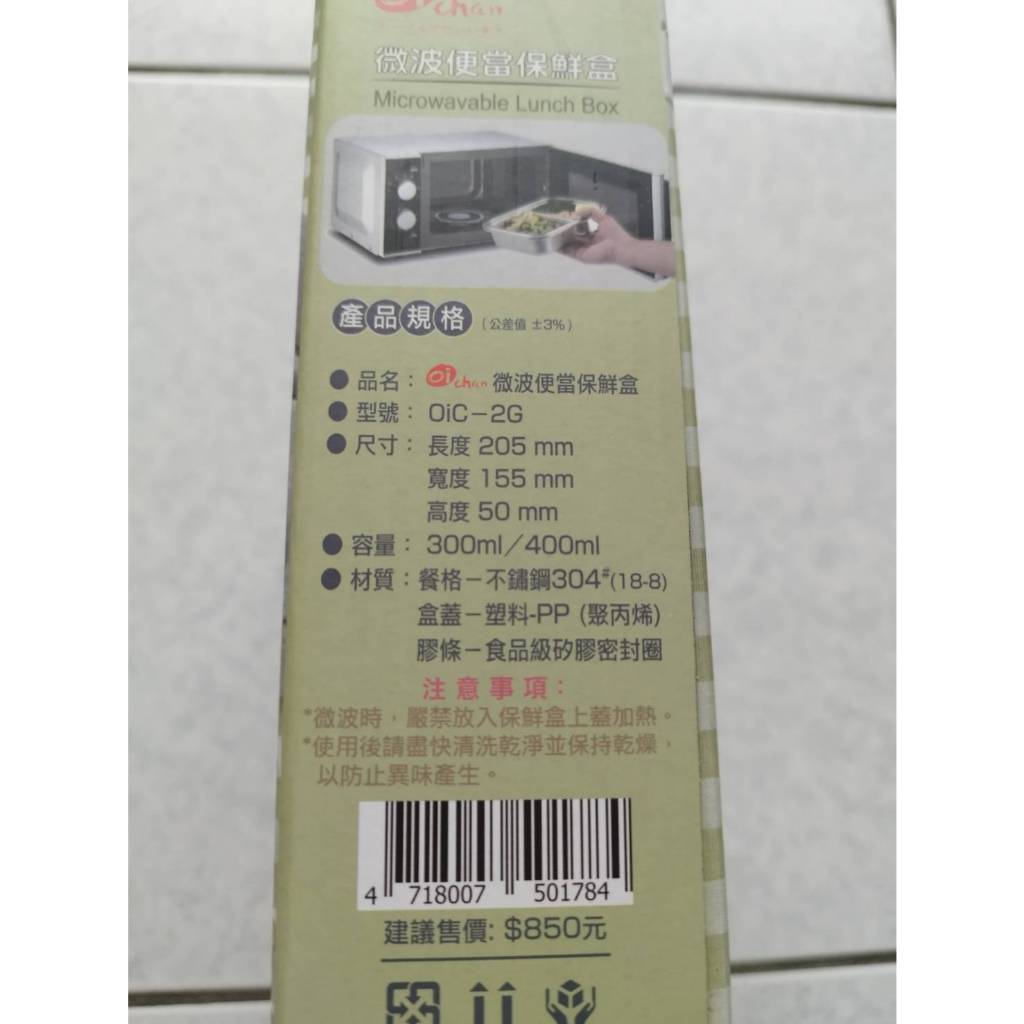 Oichan
微波便當保鮮盒
Microwavable Lunch Box
產品規格 (公差值 ±3%)
● 品名：Oichan 微波便當保鮮盒
● 型號：OiC－2G
● 尺寸：長度 205 mm
寬度 155 mm
高度 50 mm
● 容量：300ml／400ml
● 材質：餐格－不鏽鋼304#(18-8)
盒蓋－塑料-PP (聚丙烯)
膠條－食品級矽膠密封圈
注意事項：
*微波時，嚴禁放入保鮮盒上蓋加熱。
*使用後請盡快清洗乾淨並保持乾燥，
以防止異味產生。
4 718007 501784
建議售價: $850元